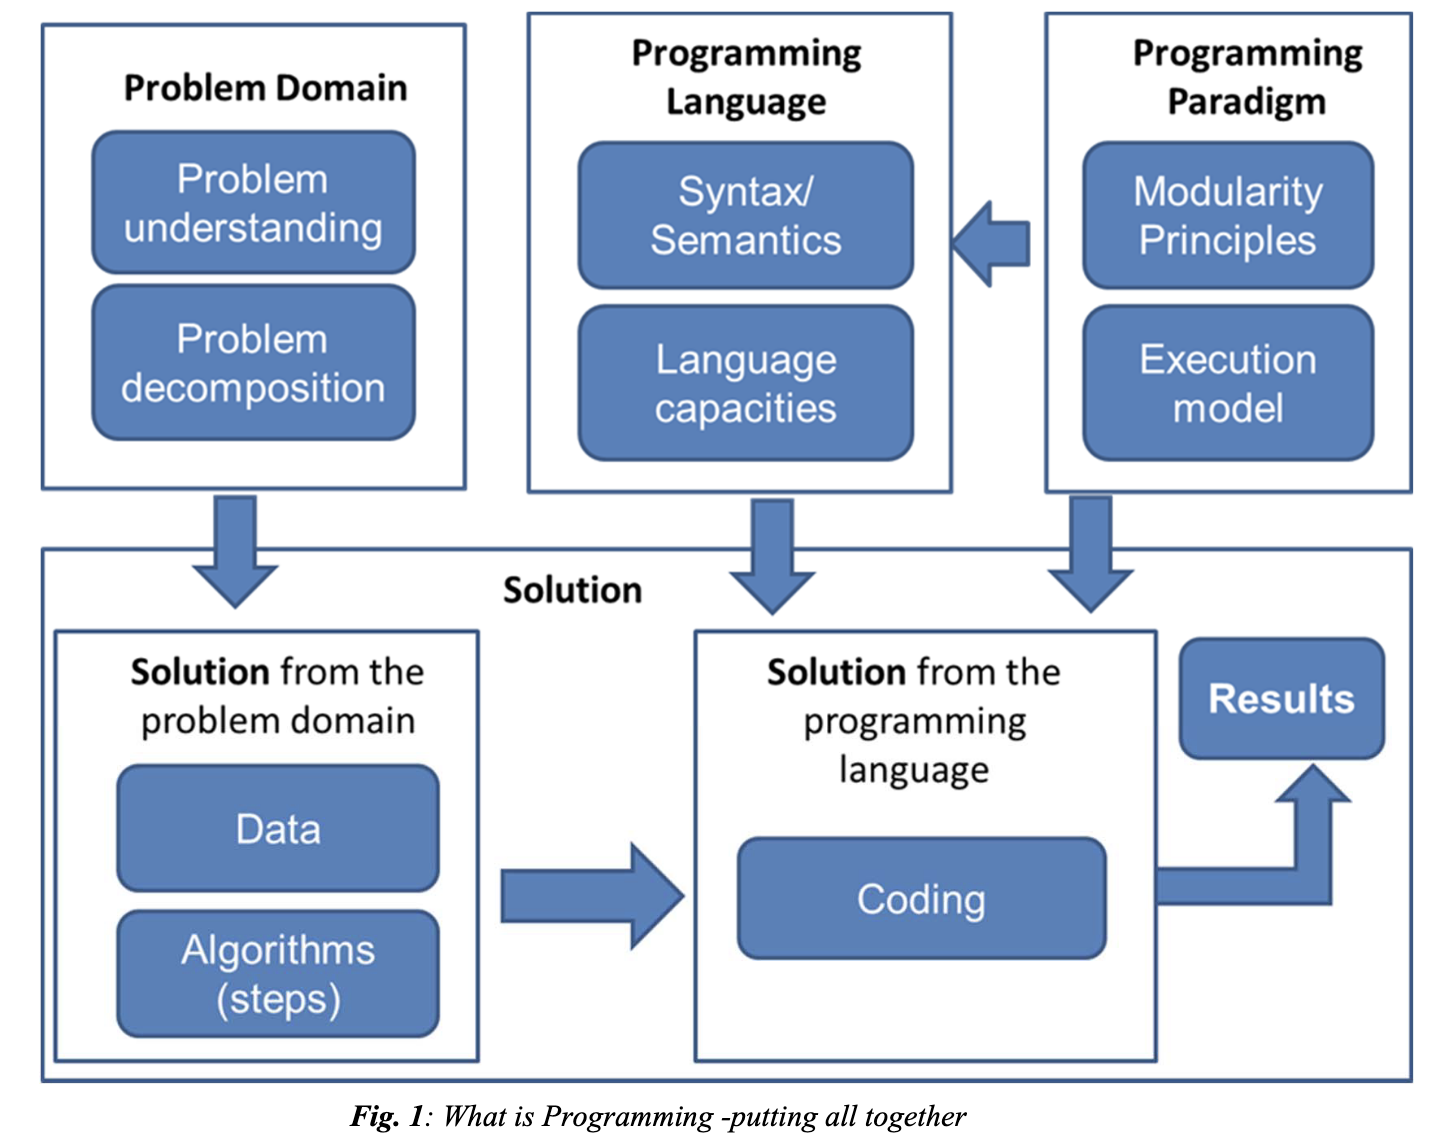 Problem Domain
Problem
understanding
Problem
decomposition
Programming
Language
Syntax/
Semantics
Language
capacities
Programming
Paradigm
Modularity
Principles
Execution
model
Solution
Solution from the
problem domain
Data
Algorithms
(steps)
Solution from the
programming
language
Coding
Results
Fig. 1: What is Programming -putting all together